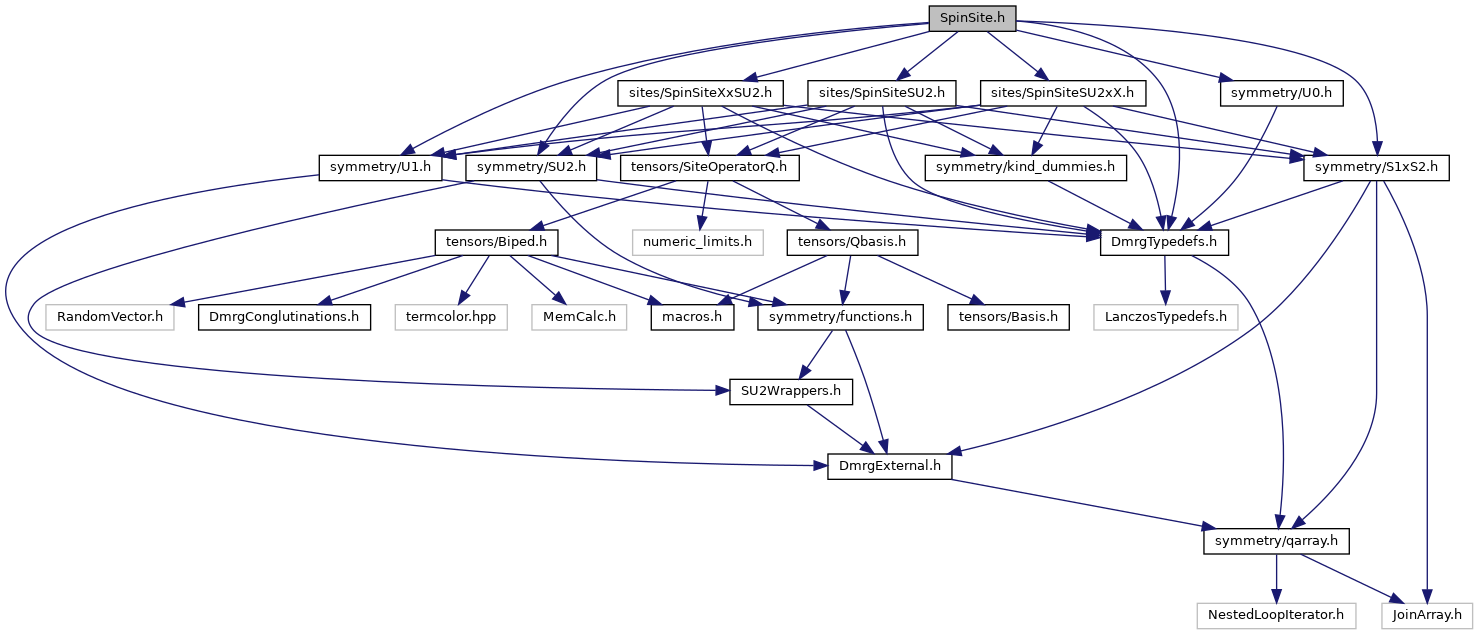 SpinSite.h
sites/SpinSiteXxSU2.h
sites/SpinSiteSU2.h
sites/SpinSiteSU2xX.h
symmetry/U0.h
symmetry/U1.h
symmetry/SU2.h
tensors/SiteOperatorQ.h
symmetry/kind_dummies.h
symmetry/S1xS2.h
tensors/Biped.h
numeric_limits.h
tensors/Qbasis.h
DmrgTypedefs.h
RandomVector.h
DmrgConglutinations.h
termcolor.hpp
MemCalc.h
macros.h
symmetry/functions.h
tensors/Basis.h
LanczosTypedefs.h
SU2Wrappers.h
DmrgExternal.h
symmetry/qarray.h
NestedLoopIterator.h
JoinArray.h